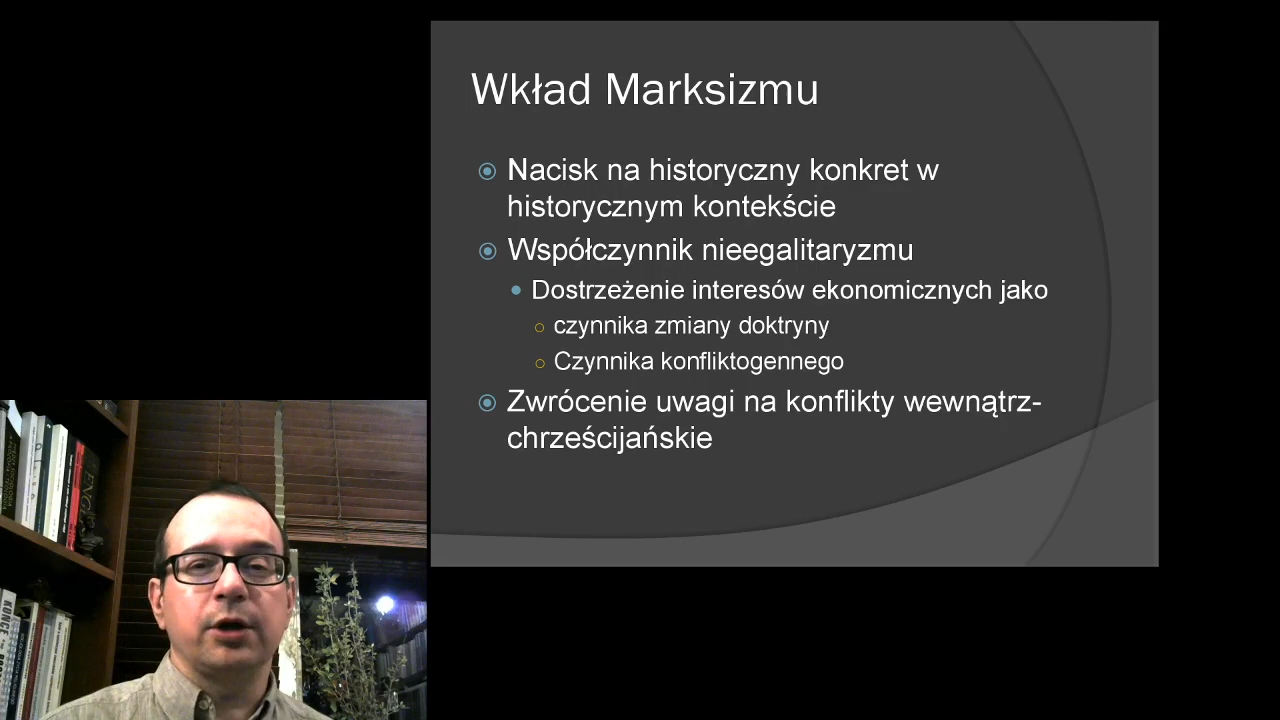 Wkład Marksizmu
Nacisk na historyczny konkret w
historycznym kontekście
Współczynnik nieegalitaryzmu
Dostrzeżenie interesów ekonomicznych jako
czynnika zmiany doktryny
Czynnika konfliktogennego
Zwrócenie uwagi na konflikty wewnątrz-
chrześcijańskie